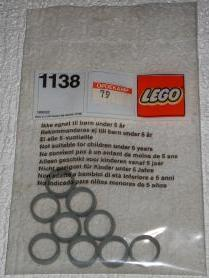 1138
79
LEGO
Ikke egnet til børn under 5 år
Rekommanderas ej till barn under 5 år
Ei alle 5-vuotiaille
Not suitable for children under 5 years
Ne convient pas à un enfant de moins de 5 ans
Alleen geschikt voor kinderen vanaf 5 jaar
Nicht geeignet für Kinder unter 5 Jahre
Non adatto a bambini di età inferiore a 5 anni
No indicado para niños menores de 5 años